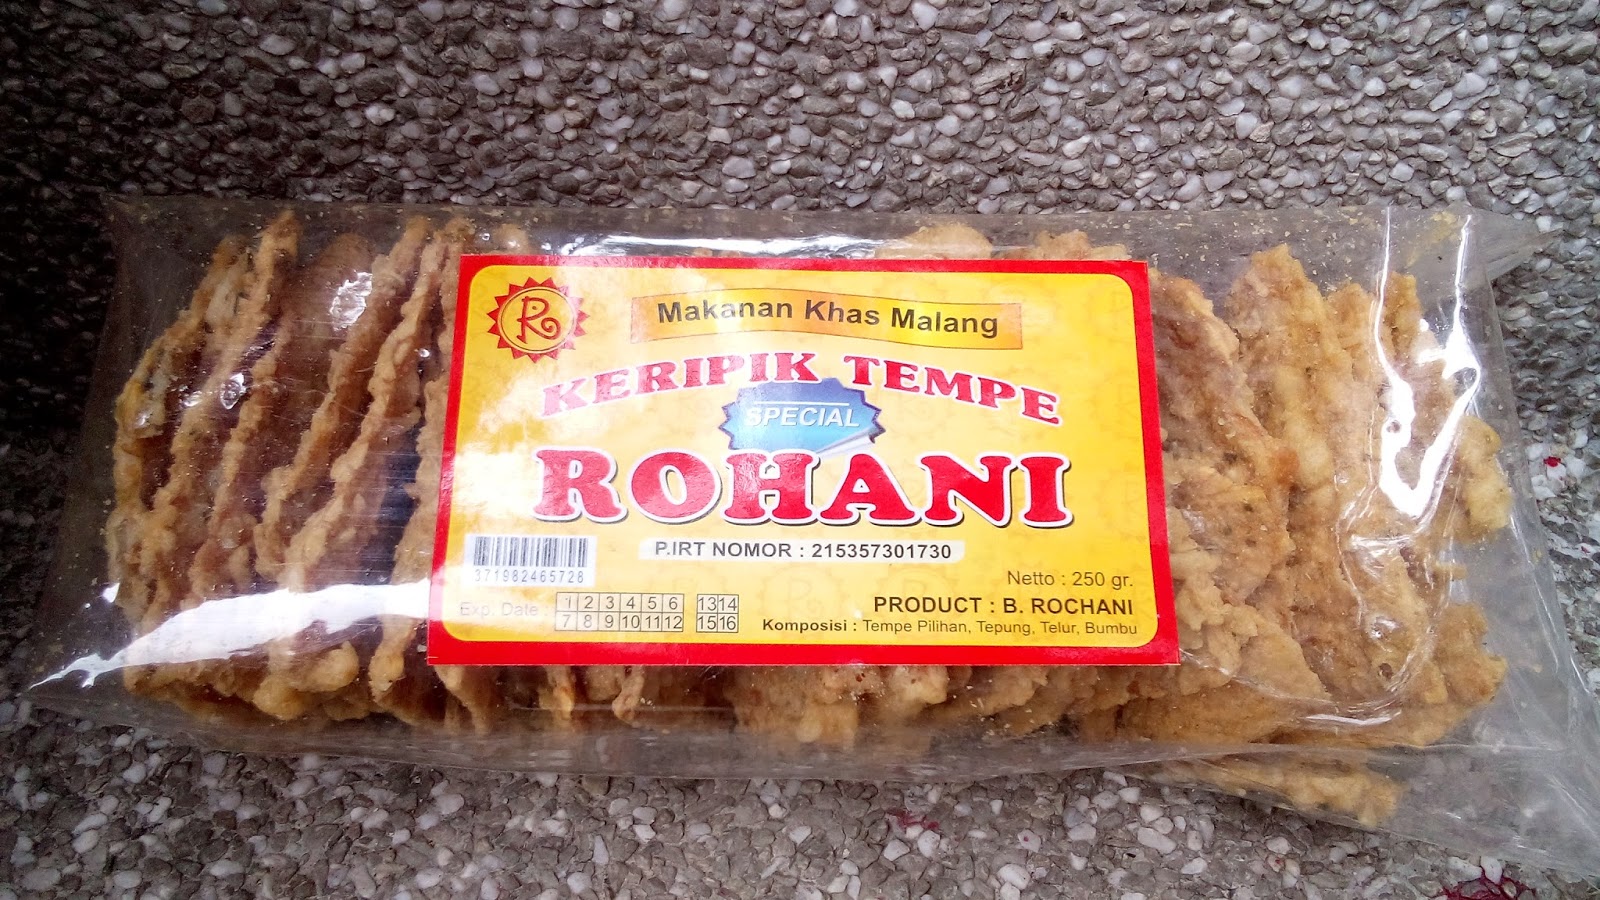 R
Makanan Khas Malang
KERIPIK TEMPE
SPECIAL
ROHANI
P.IRT NOMOR : 215357301730
371982465728
Netto : 250 gr.
Exp. Date :
1 2 3 4 5 6 13 14
7 8 9 10 11 12 15 16
PRODUCT : B. ROCHANI
Komposisi : Tempe Pilihan, Tepung, Telur, Bumbu